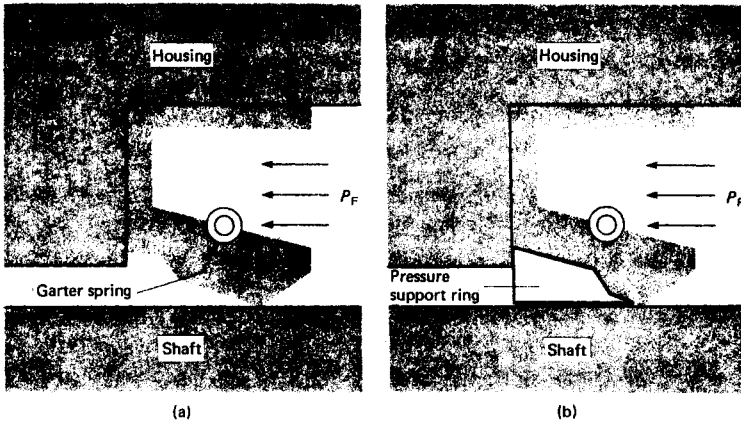 Housing
P_F
Garter spring
Shaft
(a)
Housing
P_F
Pressure
support ring
Shaft
(b)